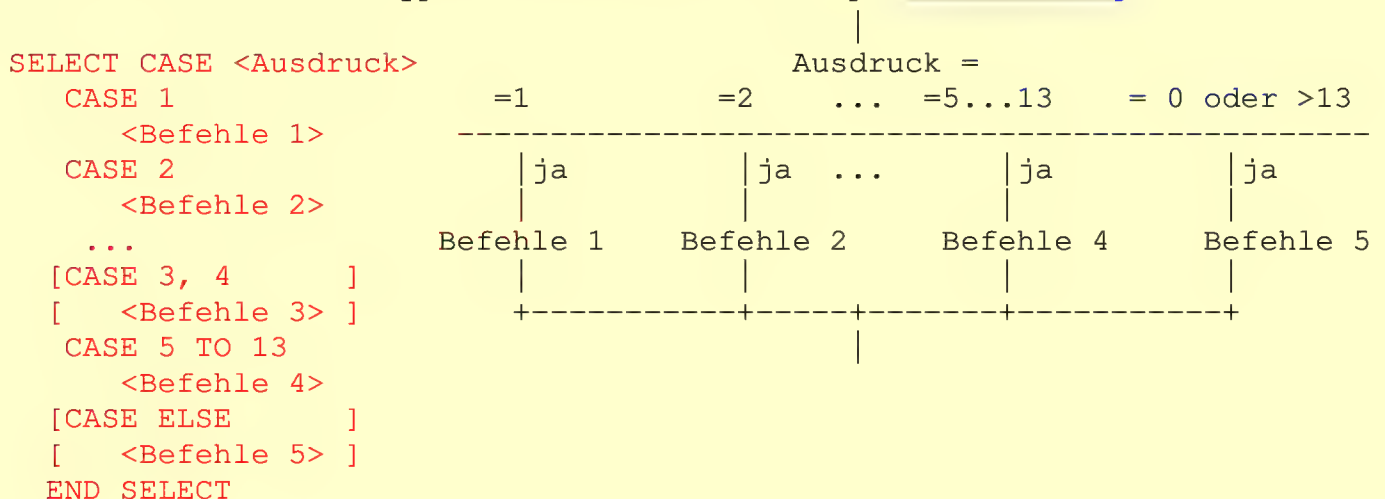 SELECT CASE <Ausdruck>
CASE 1
<Befehle 1>
CASE 2
<Befehle 2>
...
[CASE 3, 4 ]
[ <Befehle 3> ]
CASE 5 TO 13
<Befehle 4>
[CASE ELSE ]
[ <Befehle 5> ]
END SELECT
Ausdruck =
=1 =2 ... =5...13 = 0 oder >13
ja ja ... ja ja
Befehle 1 Befehle 2 Befehle 4 Befehle 5